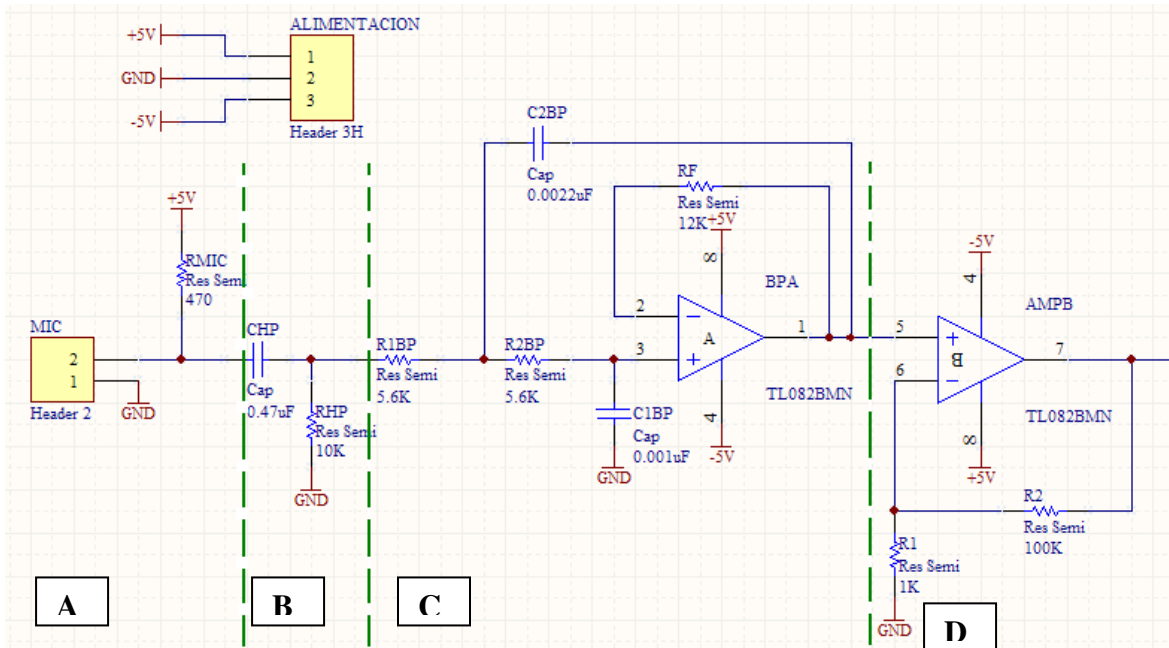 ALIMENTACION
+5V
1
GND
2
-5V
3
Header 3H
C2BP
Cap
0.0022uF
RF
Res Semi
12K
+5V
8
+5V
RMIC
Res Semi
470
BPA
-5V
4
AMPB
MIC
2
1
Header 2
GND
CHP
Cap
0.47uF
RHP
Res Semi
10K
GND
R1BP
Res Semi
5.6K
R2BP
Res Semi
5.6K
2
3
A
1
TL082BMN
4
-5V
C1BP
Cap
0.001uF
GND
5
6
B
7
TL082BMN
8
+5V
R2
Res Semi
100K
R1
Res Semi
1K
GND
A
B
C
D